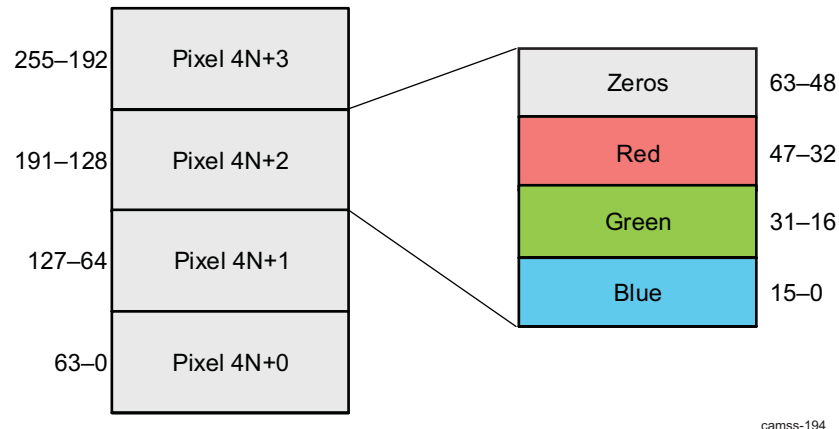 255–192 Pixel 4N+3
191–128 Pixel 4N+2
127–64 Pixel 4N+1
63–0 Pixel 4N+0
Zeros 63–48
Red 47–32
Green 31–16
Blue 15–0
camss-194